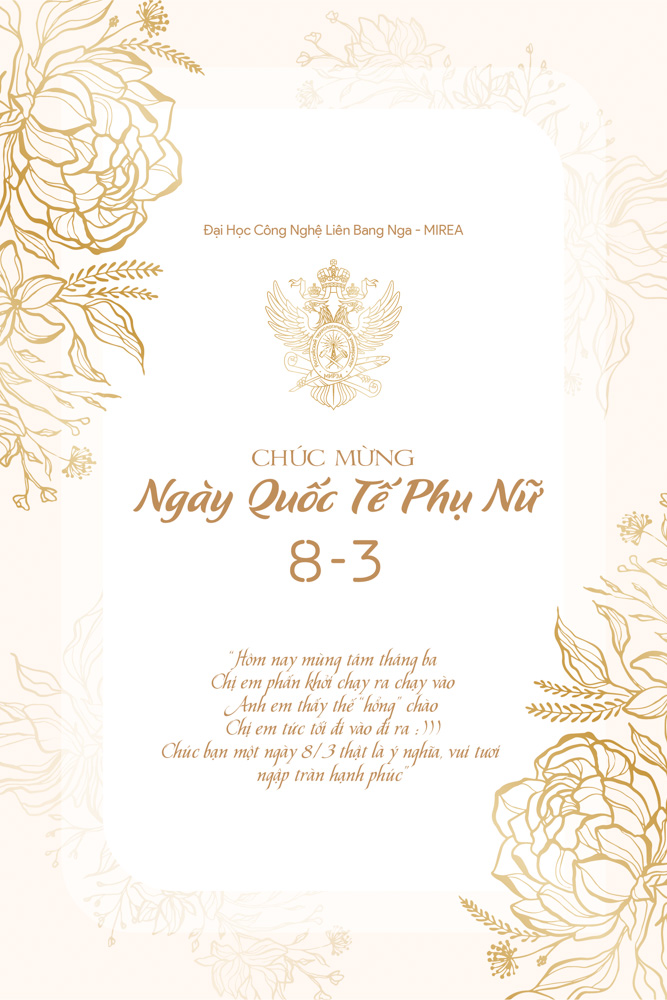 Đại Học Công Nghệ Liên Bang Nga - MIREA
МИРЭА
CHÚC MỪNG
Ngày Quốc Tế Phụ Nữ
8-3
"Hôm nay mùng tám tháng ba
Chị em phấn khởi chạy ra chạy vào
Anh em thấy thế "hổng" chào
Chị em tức tối đi vào đi ra :)))
Chúc bạn một ngày 8/3 thật là ý nghĩa, vui tươi
ngập tràn hạnh phúc"